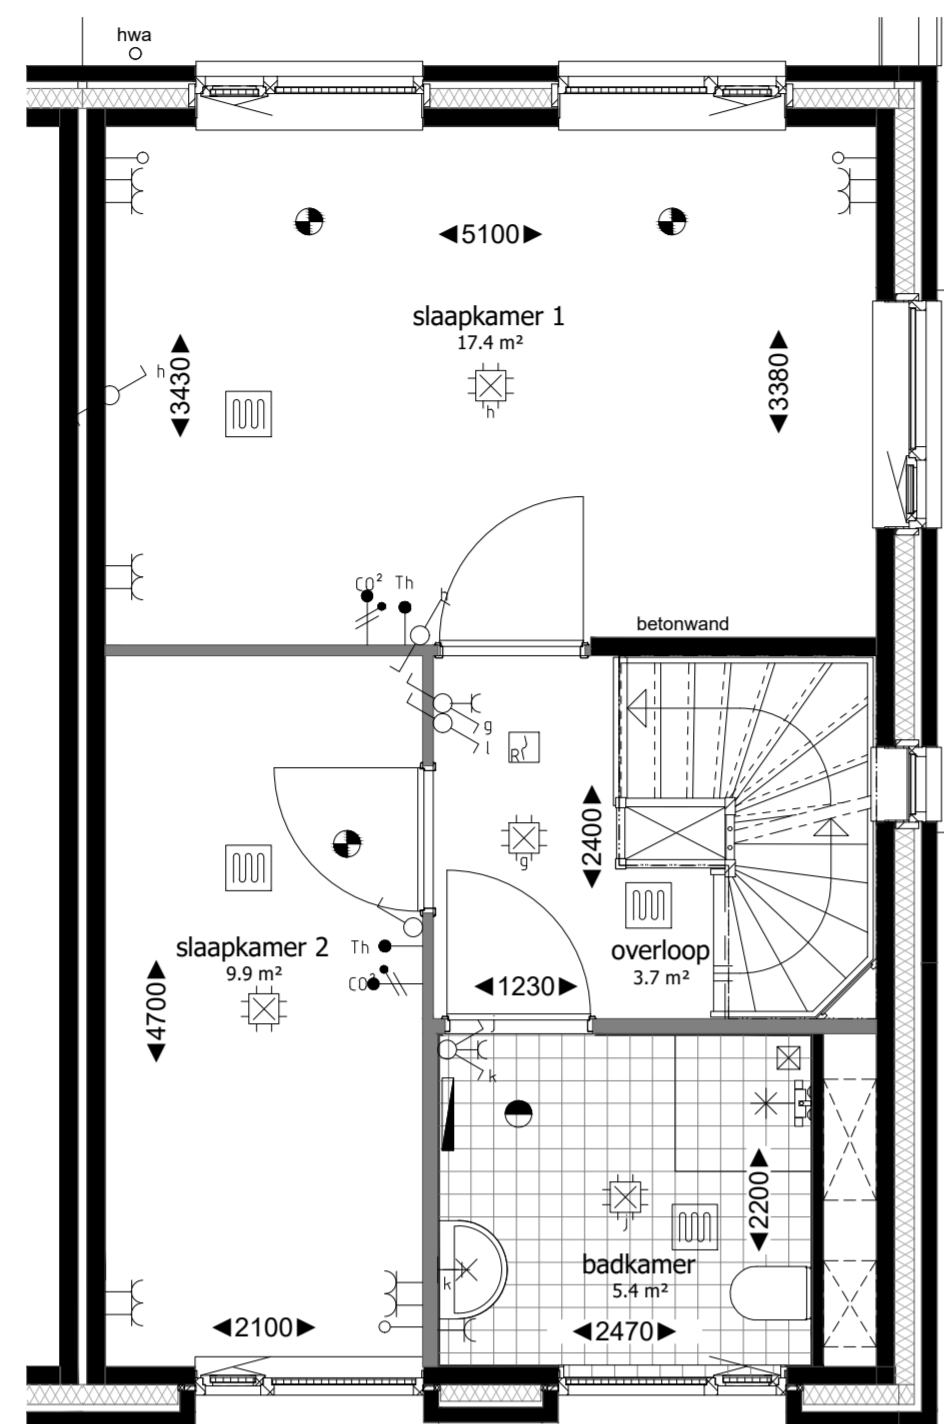 hwa
5100
slaapkamer 1
17.4 m²
3430
3380
h
h
CO²
Th
h
betonwand
g
l
R
g
2400
slaapkamer 2
9.9 m²
Th
CO²
overloop
3.7 m²
1230
4700
j
k
2200
j
badkamer
5.4 m²
k
2100
2470